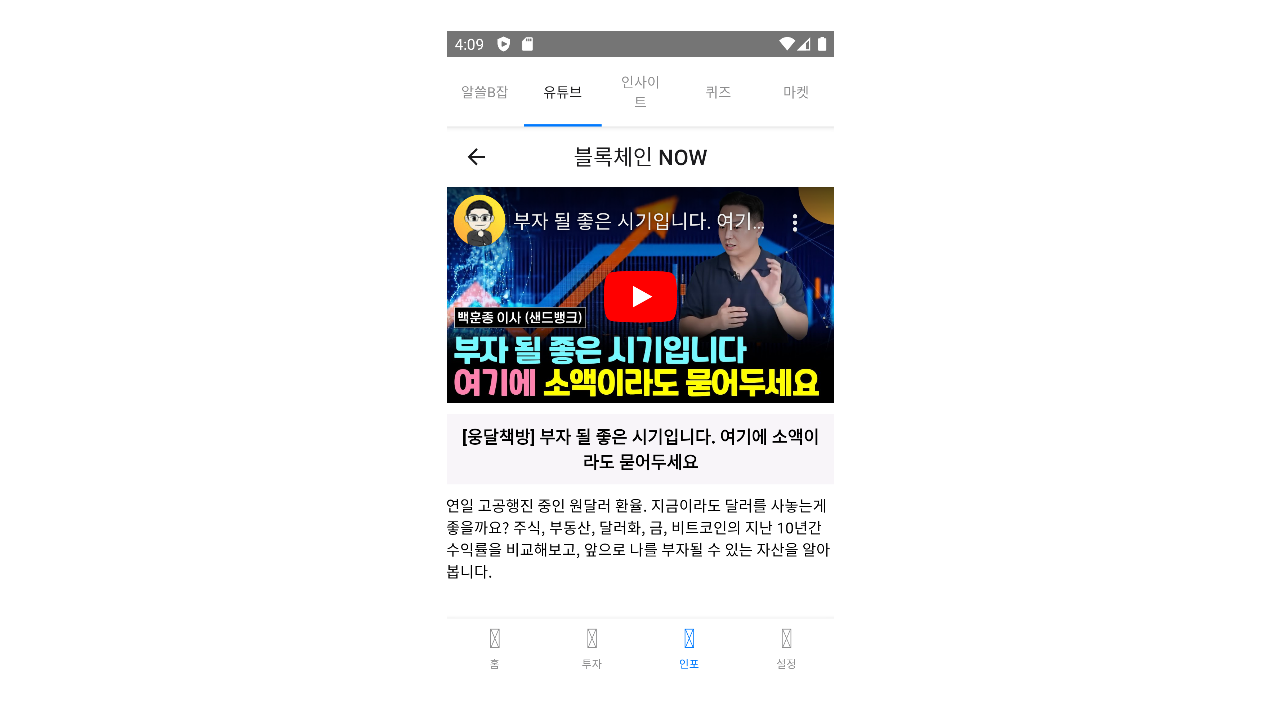 4:09
알쓸B잡
유튜브
인사이
트
퀴즈
마켓
블록체인 NOW
부자 될 좋은 시기입니다. 여기...
백훈종 이사 (샌드뱅크)
부자 될 좋은 시기입니다
여기에 소액이라도 묻어두세요
[웅달책방] 부자 될 좋은 시기입니다. 여기에 소액이
라도 묻어두세요
연일 고공행진 중인 원달러 환율. 지금이라도 달러를 사놓는게
좋을까요? 주식, 부동산, 달러화, 금, 비트코인의 지난 10년간
수익률을 비교해보고, 앞으로 나를 부자될 수 있는 자산을 알아
봅니다.
홈
투자
인포
설정